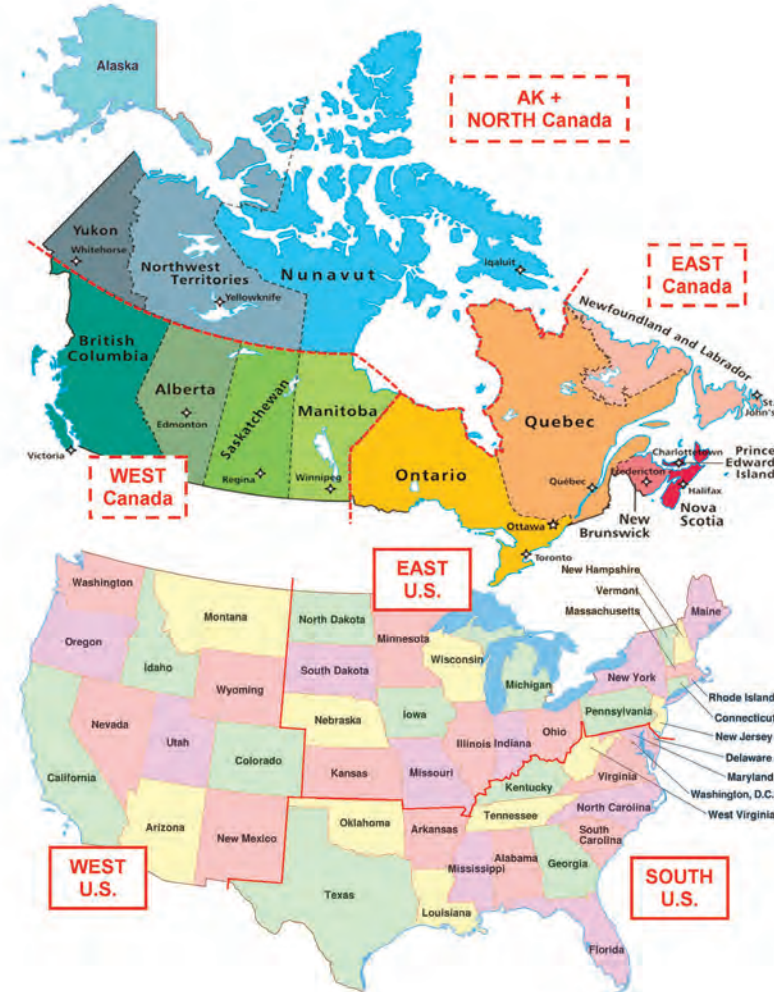 Alaska
AK +
NORTH Canada
Yukon
Whitehorse
Northwest
Territories
Yellowknife
Nunavut
Iqaluit
EAST
Canada
Newfoundland and Labrador
St.
John's
British
Columbia
Alberta
Edmonton
Saskatchewan
Regina
Manitoba
Winnipeg
Victoria
WEST
Canada
Ontario
Ottawa
Toronto
Quebec
Québec
Charlottetown
Prince
Edward
Island
Fredericton
Halifax
New
Brunswick
Nova
Scotia
EAST
U.S.
New Hampshire
Vermont
Massachusetts
Maine
Washington
Montana
North Dakota
Minnesota
Oregon
Idaho
Wyoming
South Dakota
Wisconsin
Michigan
New York
Rhode Island
Connecticut
New Jersey
Delaware
Maryland
Washington, D.C.
West Virginia
Nevada
Utah
Colorado
Nebraska
Iowa
Illinois
Indiana
Ohio
Pennsylvania
California
Kansas
Missouri
Kentucky
Virginia
Arizona
New Mexico
Oklahoma
Arkansas
Tennessee
North Carolina
South
Carolina
Texas
Louisiana
Mississippi
Alabama
Georgia
Florida
WEST
U.S.
SOUTH
U.S.